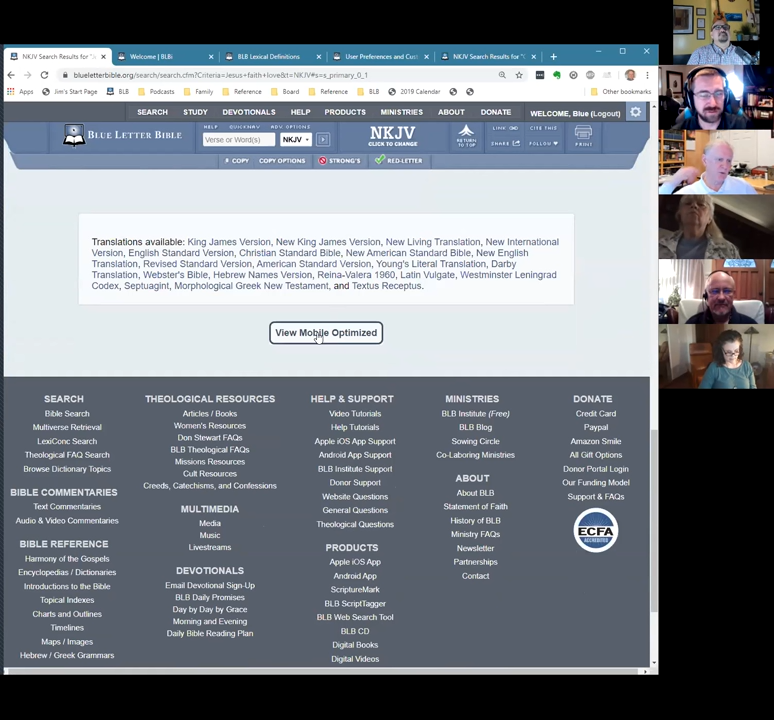 NKJV Search Results for "Je
Welcome | BLBi
BLB Lexical Definitions
User Preferences and Cust
NKJV Search Results for "C
blueletterbible.org/search/search.cfm?Criteria=Jesus+faith+love&t=NKJV#s=s_primary_0_1
Apps
Jim's Start Page
BLB
Podcasts
Family
Reference
Board
Reference
BLB
2019 Calendar
Other bookmarks
SEARCH STUDY DEVOTIONALS HELP PRODUCTS MINISTRIES ABOUT DONATE WELCOME, Blue (Logout)
BLUE LETTER BIBLE
HELP QUICKNAV ADV OPTIONS
Verse or Word(s) NKJV
NKJV
CLICK TO CHANGE
RETURN TO TOP
LINK
CITE THIS
SHARE
FOLLOW
PRINT
COPY COPY OPTIONS STRONG'S RED-LETTER
Translations available: King James Version, New King James Version, New Living Translation, New International
Version, English Standard Version, Christian Standard Bible, New American Standard Bible, New English
Translation, Revised Standard Version, American Standard Version, Young's Literal Translation, Darby
Translation, Webster's Bible, Hebrew Names Version, Reina-Valera 1960, Latin Vulgate, Westminster Leningrad
Codex, Septuagint, Morphological Greek New Testament, and Textus Receptus.
View Mobile Optimized
SEARCH
Bible Search
Multiverse Retrieval
LexiConc Search
Theological FAQ Search
Browse Dictionary Topics
BIBLE COMMENTARIES
Text Commentaries
Audio & Video Commentaries
BIBLE REFERENCE
Harmony of the Gospels
Encyclopedias / Dictionaries
Introductions to the Bible
Topical Indexes
Charts and Outlines
Timelines
Maps / Images
Hebrew / Greek Grammars
THEOLOGICAL RESOURCES
Articles / Books
Women's Resources
Don Stewart FAQs
BLB Theological FAQs
Missions Resources
Cult Resources
Creeds, Catechisms, and Confessions
MULTIMEDIA
Media
Music
Livestreams
DEVOTIONALS
Email Devotional Sign-Up
BLB Daily Promises
Day by Day by Grace
Morning and Evening
Daily Bible Reading Plan
HELP & SUPPORT
Video Tutorials
Help Tutorials
Apple iOS App Support
Android App Support
BLB Institute Support
Donor Support
Website Questions
General Questions
Theological Questions
PRODUCTS
Apple iOS App
Android App
ScriptureMark
BLB ScriptTagger
BLB Web Search Tool
BLB CD
Digital Books
Digital Videos
MINISTRIES
BLB Institute (Free)
BLB Blog
Sowing Circle
Co-Laboring Ministries
ABOUT
About BLB
Statement of Faith
History of BLB
Ministry FAQs
Newsletter
Partnerships
Contact
DONATE
Credit Card
Paypal
Amazon Smile
All Gift Options
Donor Portal Login
Our Funding Model
Support & FAQs
ECFA
ACCREDITED